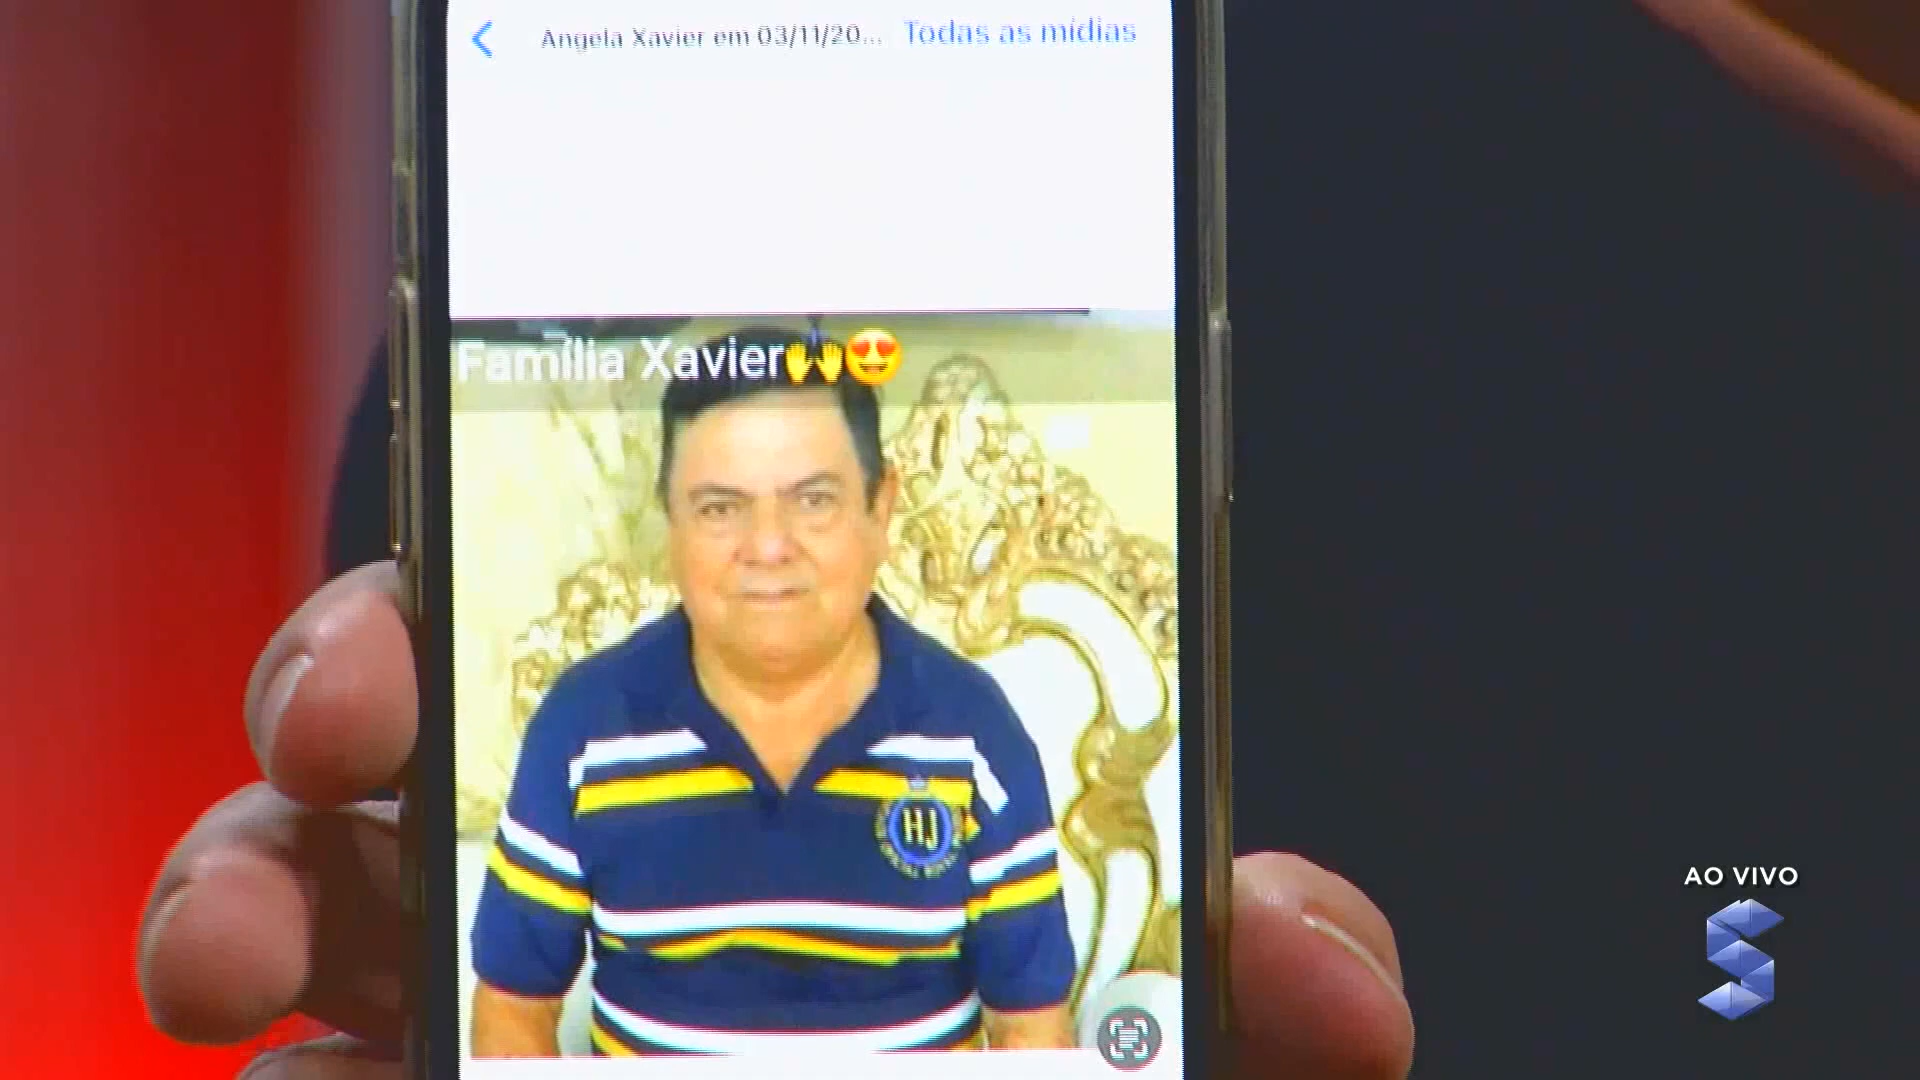 Angela Xavier em 03/11/20...
Todas as mídias
Família Xavier🙌😍
HJ
AO VIVO